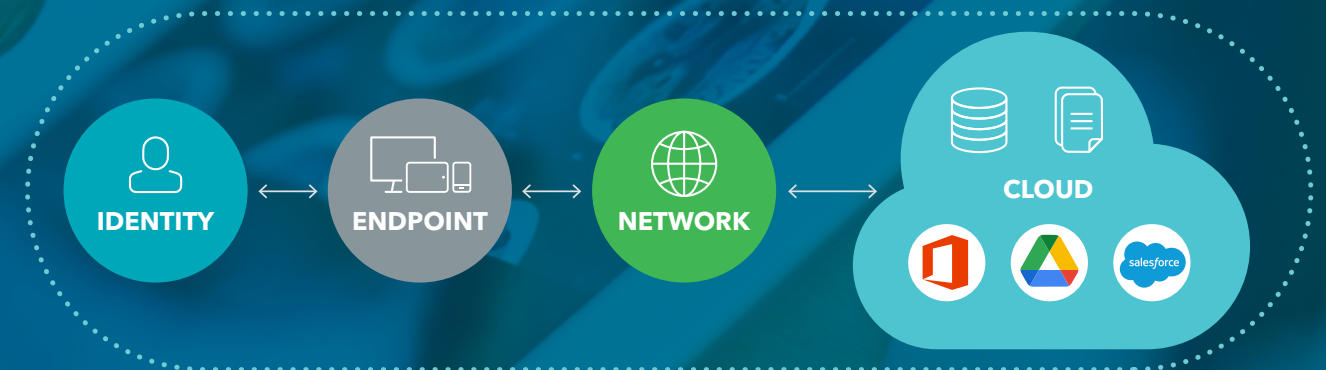 IDENTITY
ENDPOINT
NETWORK
CLOUD
salesforce